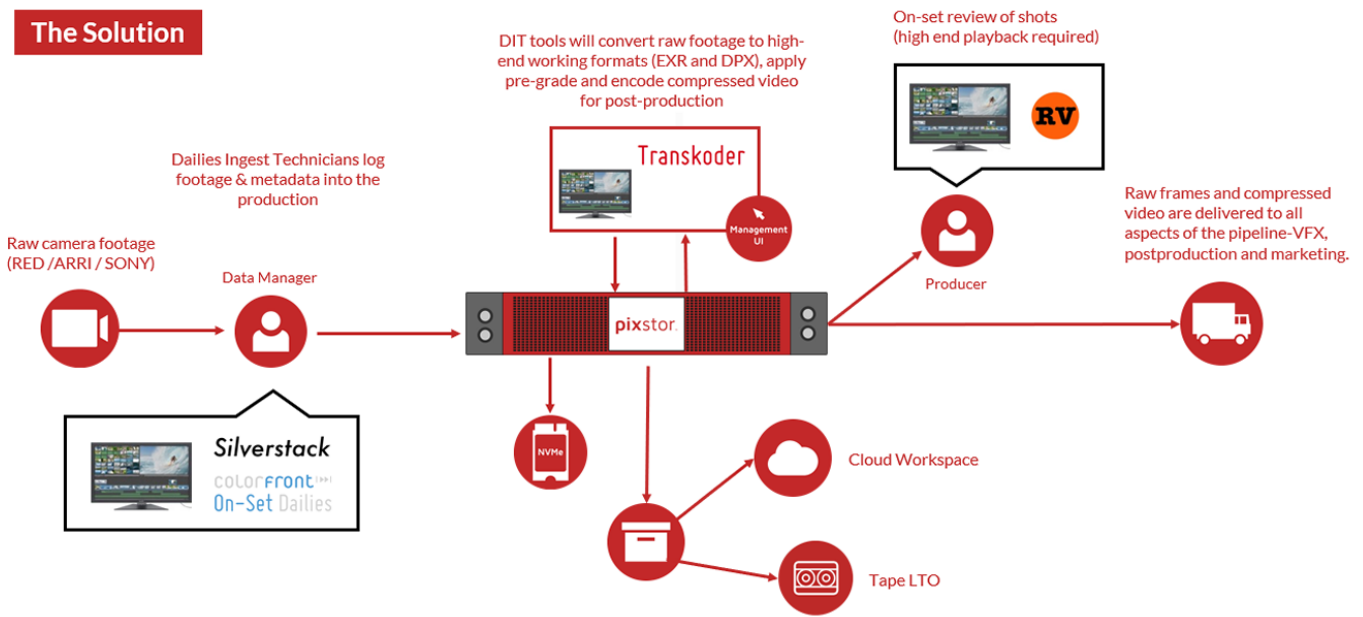 The Solution
DIT tools will convert raw footage to high-
end working formats (EXR and DPX), apply
pre-grade and encode compressed video
for post-production
On-set review of shots
(high end playback required)
Transkoder
Management
UI
RV
Dailies Ingest Technicians log
footage & metadata into the
production
Raw camera footage
(RED /ARRI / SONY)
Data Manager
Producer
Raw frames and compressed
video are delivered to all
aspects of the pipeline-VFX,
postproduction and marketing.
pixstor
Silverstack
colorfront
On-Set Dailies
NVMe
Cloud Workspace
Tape LTO